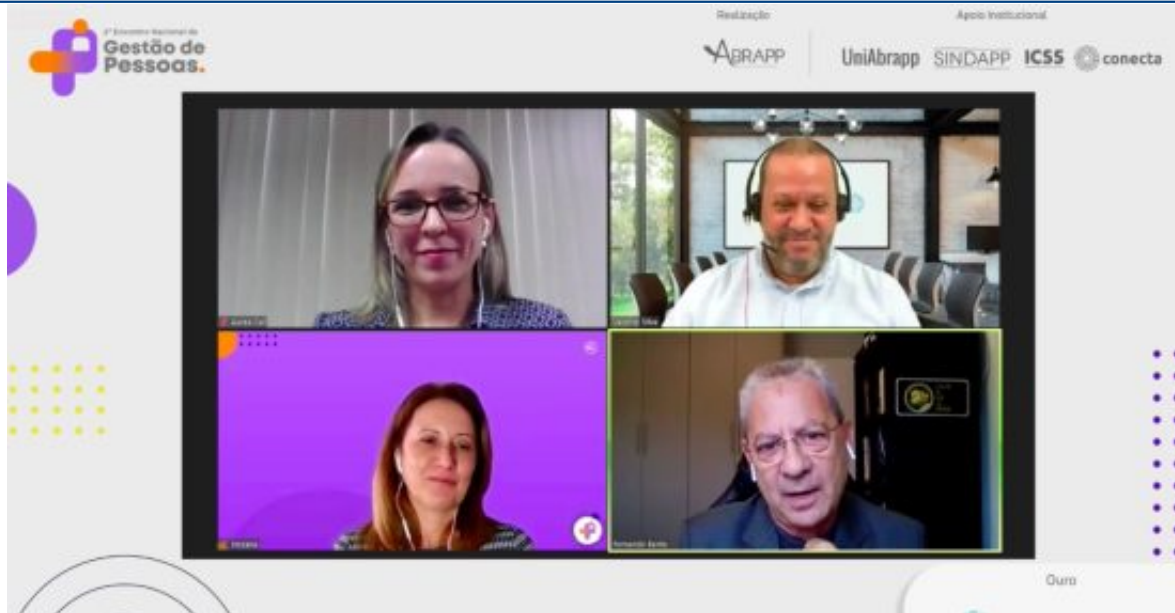 Gestão de
Pessoas.
Realização
ABRAPP
Apoio Institucional
UniAbrapp SINDAPP ICSS conecta
Ouro